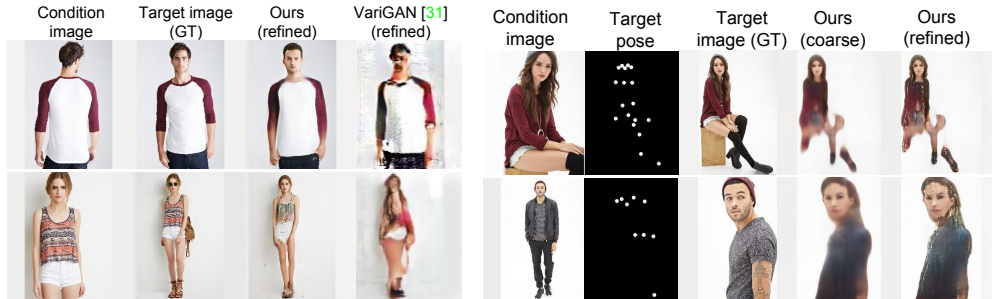 Condition image
Target image (GT)
Ours (refined)
VariGAN [31] (refined)
Condition image
Target pose
Target image (GT)
Ours (coarse)
Ours (refined)